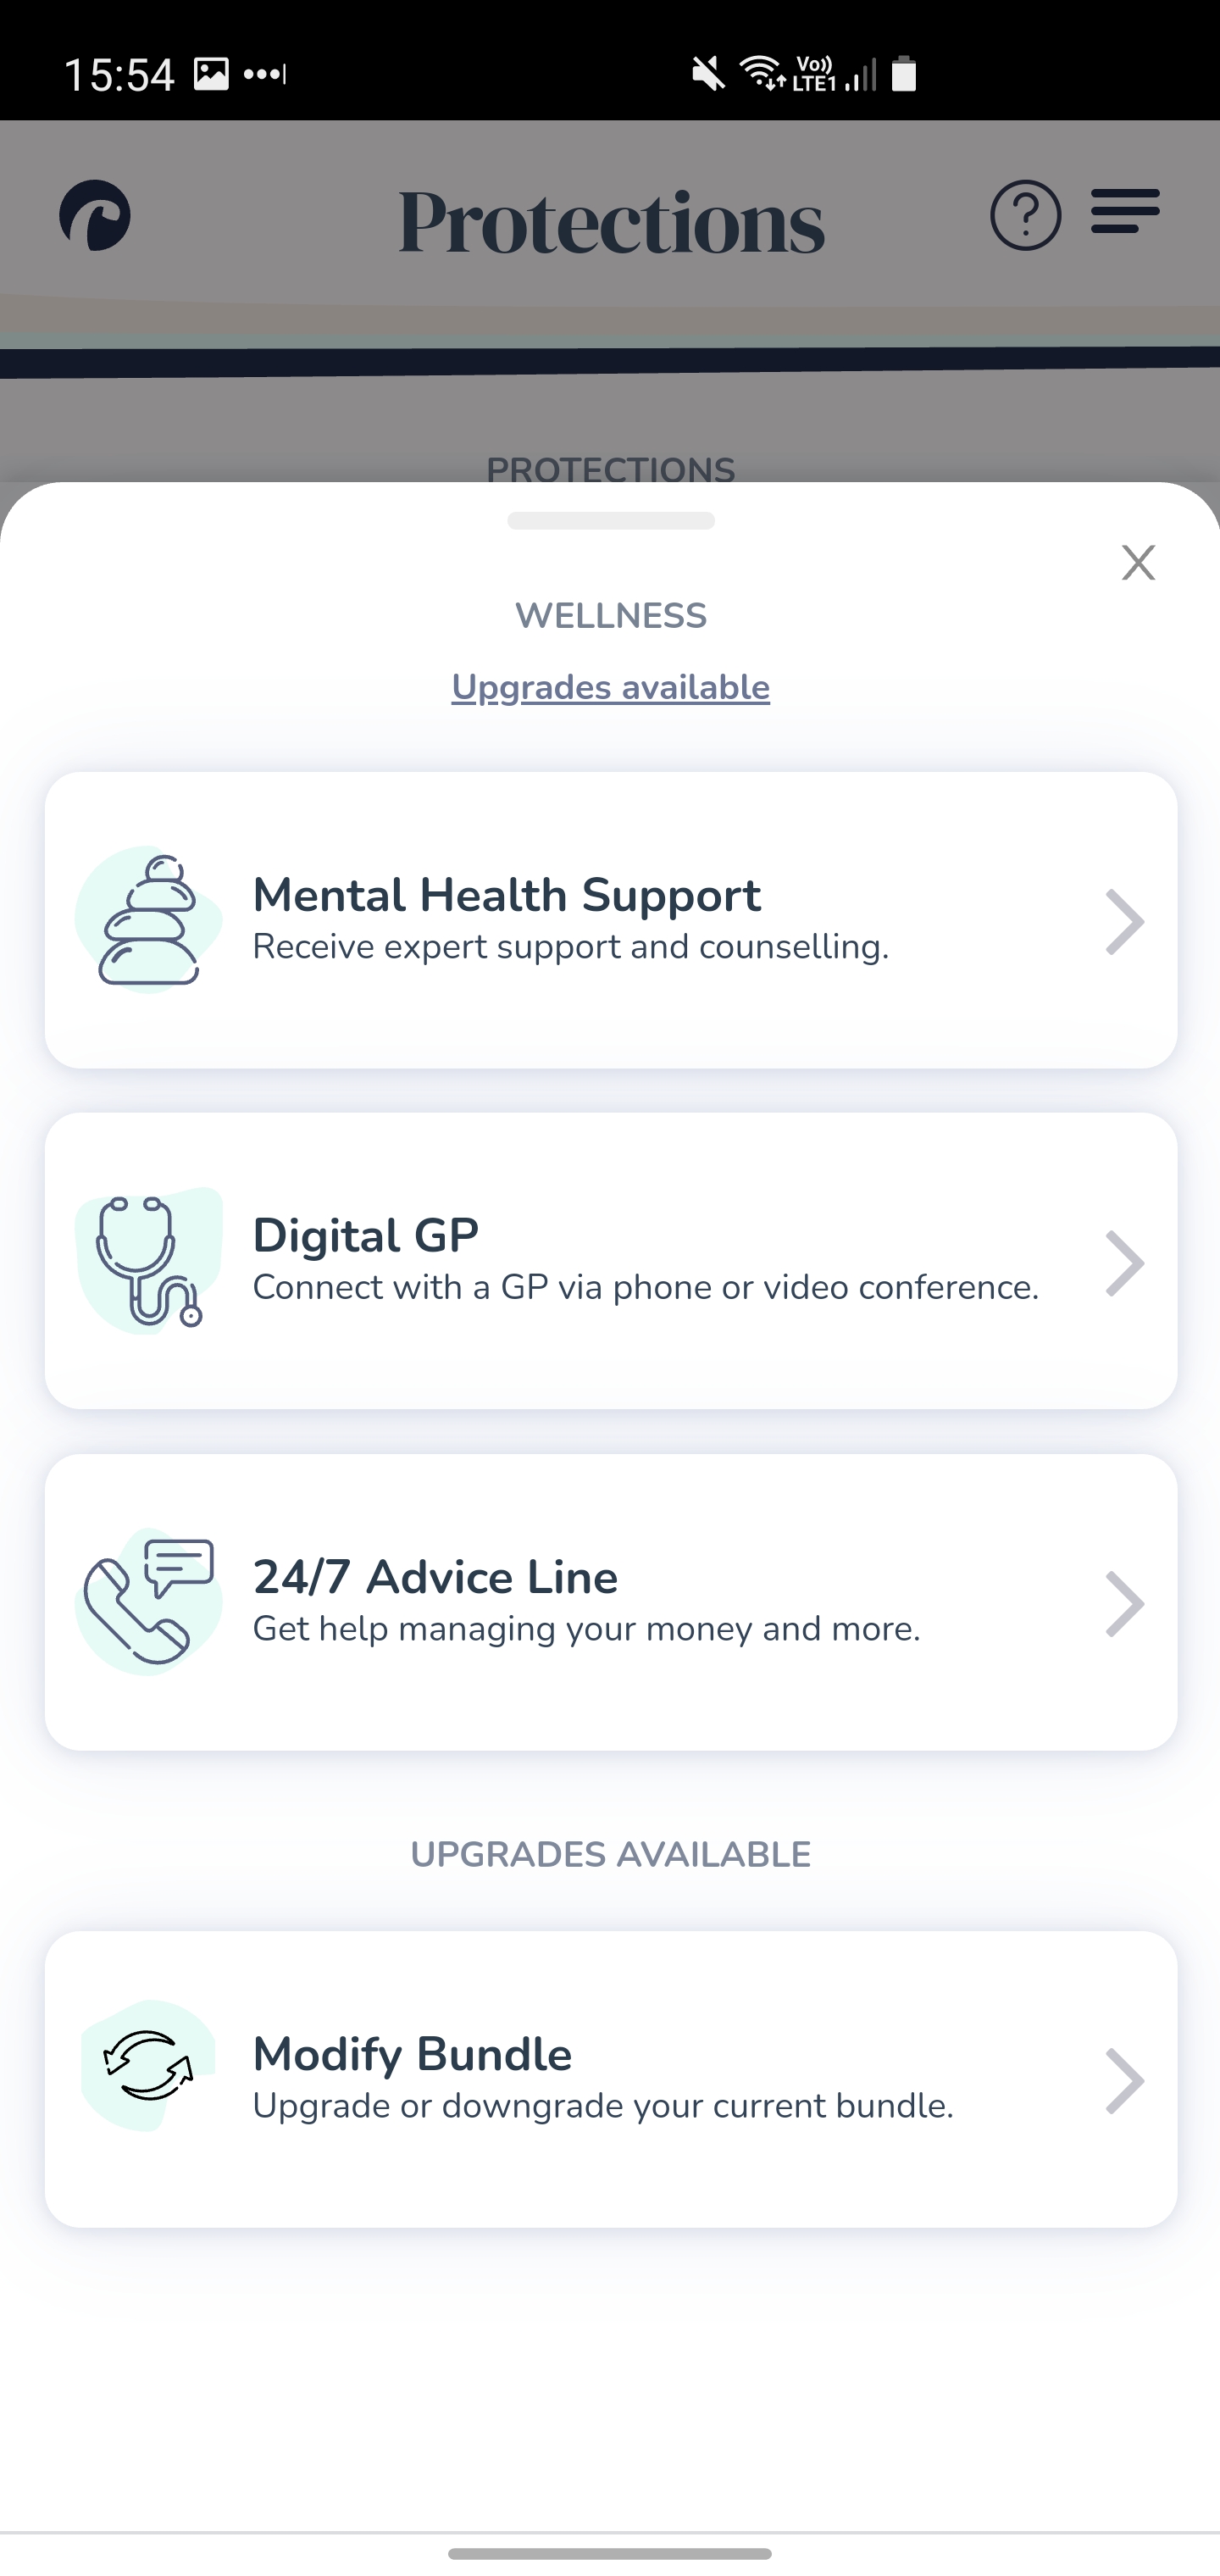 15:54
Vo))
LTE1
Protections
PROTECTIONS
X
WELLNESS
Upgrades available
Mental Health Support
Receive expert support and counselling.
Digital GP
Connect with a GP via phone or video conference.
24/7 Advice Line
Get help managing your money and more.
UPGRADES AVAILABLE
Modify Bundle
Upgrade or downgrade your current bundle.